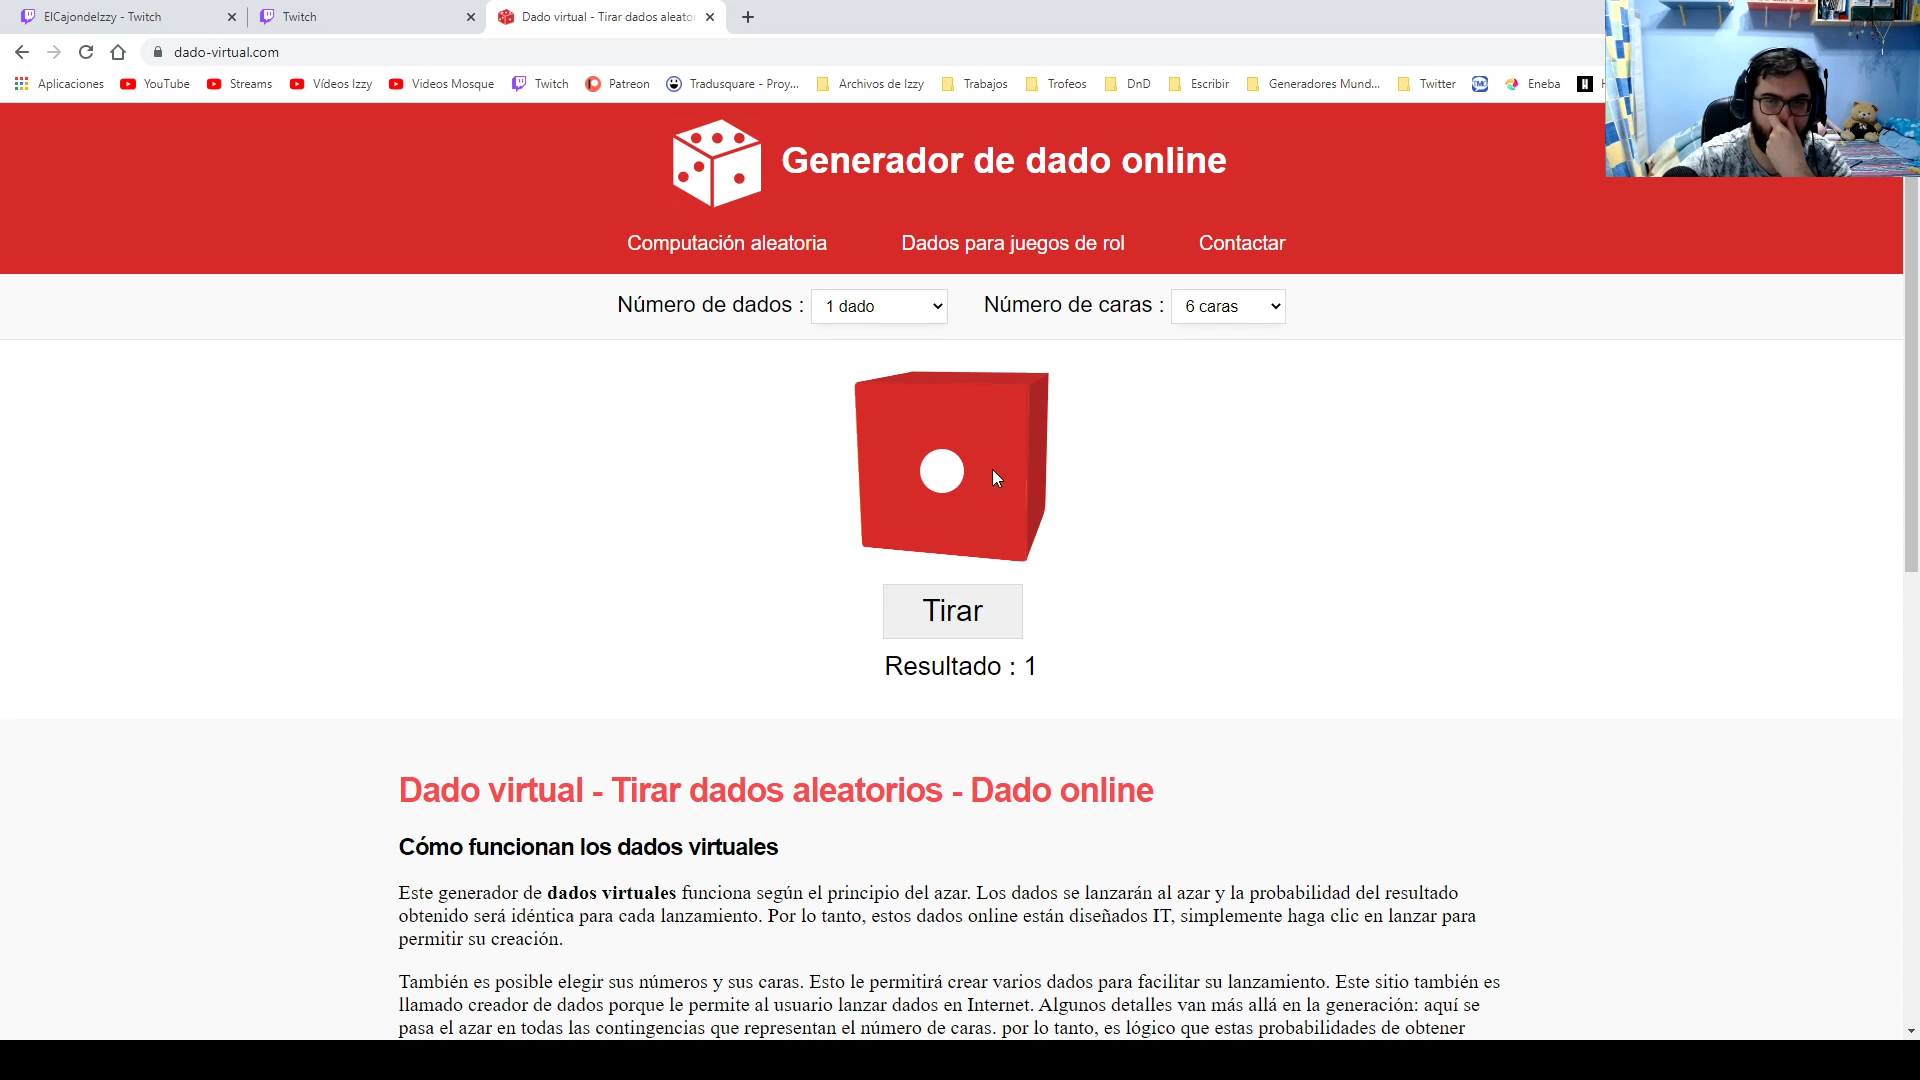 ElCajondeIzzy - Twitch
Twitch
Dado virtual - Tirar dados aleator
dado-virtual.com
Aplicaciones
YouTube
Streams
Vídeos Izzy
Videos Mosque
Twitch
Patreon
Tradusquare - Proy...
Archivos de Izzy
Trabajos
Trofeos
DnD
Escribir
Generadores Mund...
Twitter
Eneba
Generador de dado online
Computación aleatoria
Dados para juegos de rol
Contactar
Número de dados : 1 dado
Número de caras : 6 caras
Tirar
Resultado : 1
Dado virtual - Tirar dados aleatorios - Dado online
Cómo funcionan los dados virtuales
Este generador de dados virtuales funciona según el principio del azar. Los dados se lanzarán al azar y la probabilidad del resultado
obtenido será idéntica para cada lanzamiento. Por lo tanto, estos dados online están diseñados IT, simplemente haga clic en lanzar para
permitir su creación.
También es posible elegir sus números y sus caras. Esto le permitirá crear varios dados para facilitar su lanzamiento. Este sitio también es
llamado creador de dados porque le permite al usuario lanzar dados en Internet. Algunos detalles van más allá en la generación: aquí se
pasa el azar en todas las contingencias que representan el número de caras. por lo tanto, es lógico que estas probabilidades de obtener